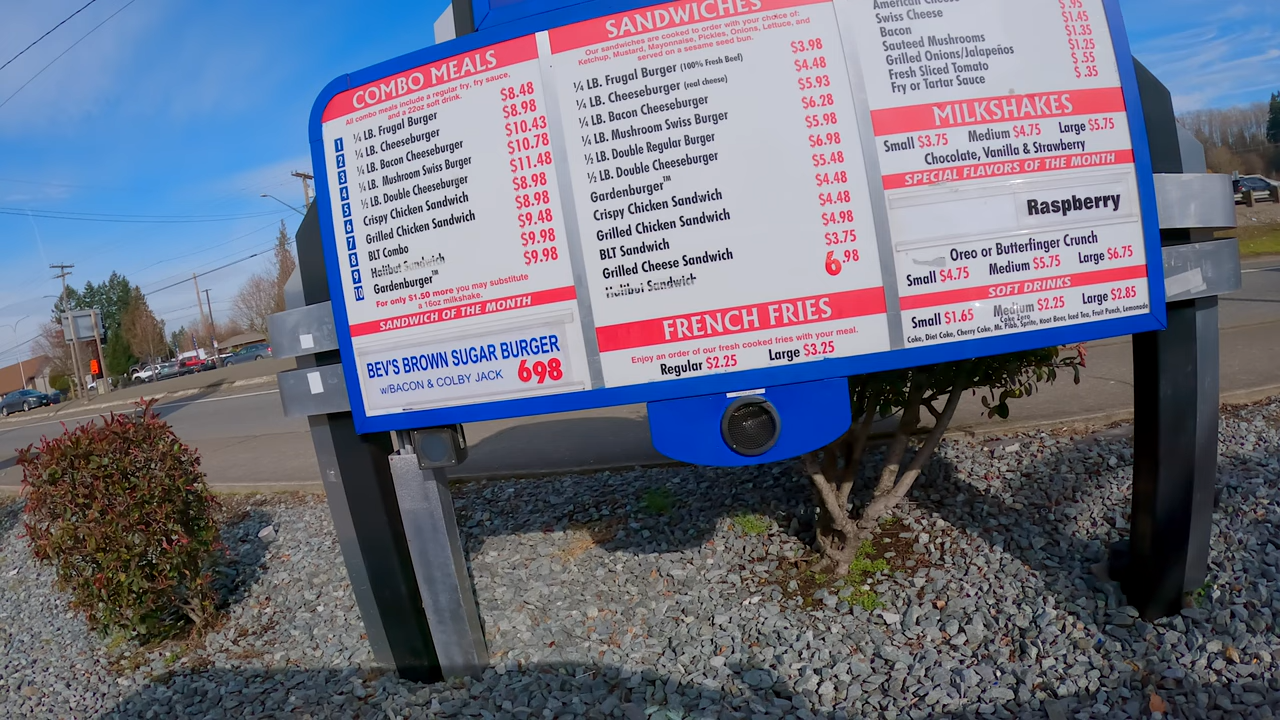 COMBO MEALS
All combo meals include a regular fry, fry sauce,
and a 22oz soft drink.
1 ¼ LB. Frugal Burger $8.48
2 ¼ LB. Cheeseburger $8.98
3 ¼ LB. Bacon Cheeseburger $10.43
4 ¼ LB. Mushroom Swiss Burger $10.78
5 ½ LB. Double Cheeseburger $11.48
6 Crispy Chicken Sandwich $8.98
7 Grilled Chicken Sandwich $8.98
8 BLT Combo $9.48
9 Halibut Sandwich $9.98
10 Gardenburger™ $9.98
For only $1.50 more you may substitute
a 16oz milkshake.
SANDWICH OF THE MONTH
BEV'S BROWN SUGAR BURGER
w/BACON & COLBY JACK 698
SANDWICHES
Our sandwiches are cooked to order with your choice of:
Ketchup, Mustard, Mayonnaise, Pickles, Onions, Lettuce, and
served on a sesame seed bun.
¼ LB. Frugal Burger (100% Fresh Beef) $3.98
¼ LB. Cheeseburger (real cheese) $4.48
¼ LB. Bacon Cheeseburger $5.93
¼ LB. Mushroom Swiss Burger $6.28
½ LB. Double Regular Burger $5.98
½ LB. Double Cheeseburger $6.98
Gardenburger™ $5.48
Crispy Chicken Sandwich $4.48
Grilled Chicken Sandwich $4.48
BLT Sandwich $4.98
Grilled Cheese Sandwich $3.75
Halibut Sandwich 6.98
FRENCH FRIES
Enjoy an order of our fresh cooked fries with your meal.
Regular $2.25 Large $3.25
American Cheese $.95
Swiss Cheese $1.45
Bacon $1.35
Sauteed Mushrooms $1.25
Grilled Onions/Jalapeños $.55
Fresh Sliced Tomato $.35
Fry or Tartar Sauce
MILKSHAKES
Small $3.75 Medium $4.75 Large $5.75
Chocolate, Vanilla & Strawberry
SPECIAL FLAVORS OF THE MONTH
Raspberry
Oreo or Butterfinger Crunch
Small $4.75 Medium $5.75 Large $6.75
SOFT DRINKS
Small $1.65 Medium $2.25 Large $2.85
Coke Zero
Coke, Diet Coke, Cherry Coke, Mr. Pibb, Sprite, Root Beer, Iced Tea, Fruit Punch, Lemonade